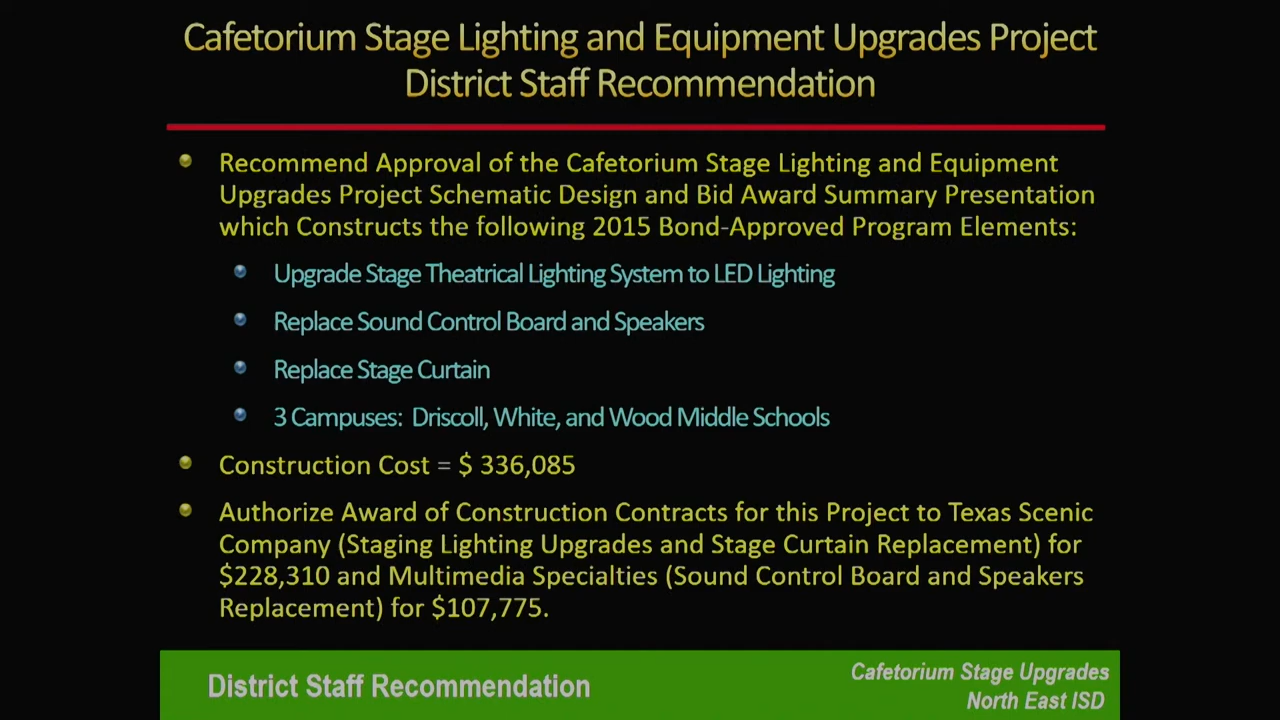 Cafetorium Stage Lighting and Equipment Upgrades Project
District Staff Recommendation
Recommend Approval of the Cafetorium Stage Lighting and Equipment
Upgrades Project Schematic Design and Bid Award Summary Presentation
which Constructs the following 2015 Bond-Approved Program Elements:
Upgrade Stage Theatrical Lighting System to LED Lighting
Replace Sound Control Board and Speakers
Replace Stage Curtain
3 Campuses: Driscoll, White, and Wood Middle Schools
Construction Cost = $ 336,085
Authorize Award of Construction Contracts for this Project to Texas Scenic
Company (Staging Lighting Upgrades and Stage Curtain Replacement) for
$228,310 and Multimedia Specialties (Sound Control Board and Speakers
Replacement) for $107,775.
District Staff Recommendation
Cafetorium Stage Upgrades
North East ISD